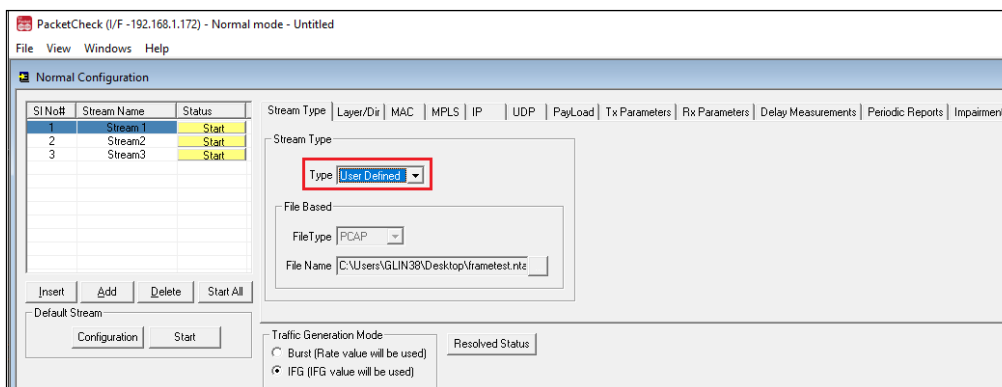 PacketCheck (I/F -192.168.1.172) - Normal mode - Untitled
File View Windows Help
Normal Configuration
Sl No# Stream Name Status
1 Stream 1 Start
2 Stream2 Start
3 Stream3 Start
Insert Add Delete Start All
Default Stream
Configuration Start
Stream Type Layer/Dir MAC MPLS IP UDP PayLoad Tx Parameters Rx Parameters Delay Measurements Periodic Reports Impairment
Stream Type
Type User Defined
File Based
FileType PCAP
File Name C:\Users\GLIN38\Desktop\frametest.nta
Traffic Generation Mode
Burst (Rate value will be used)
IFG (IFG value will be used)
Resolved Status